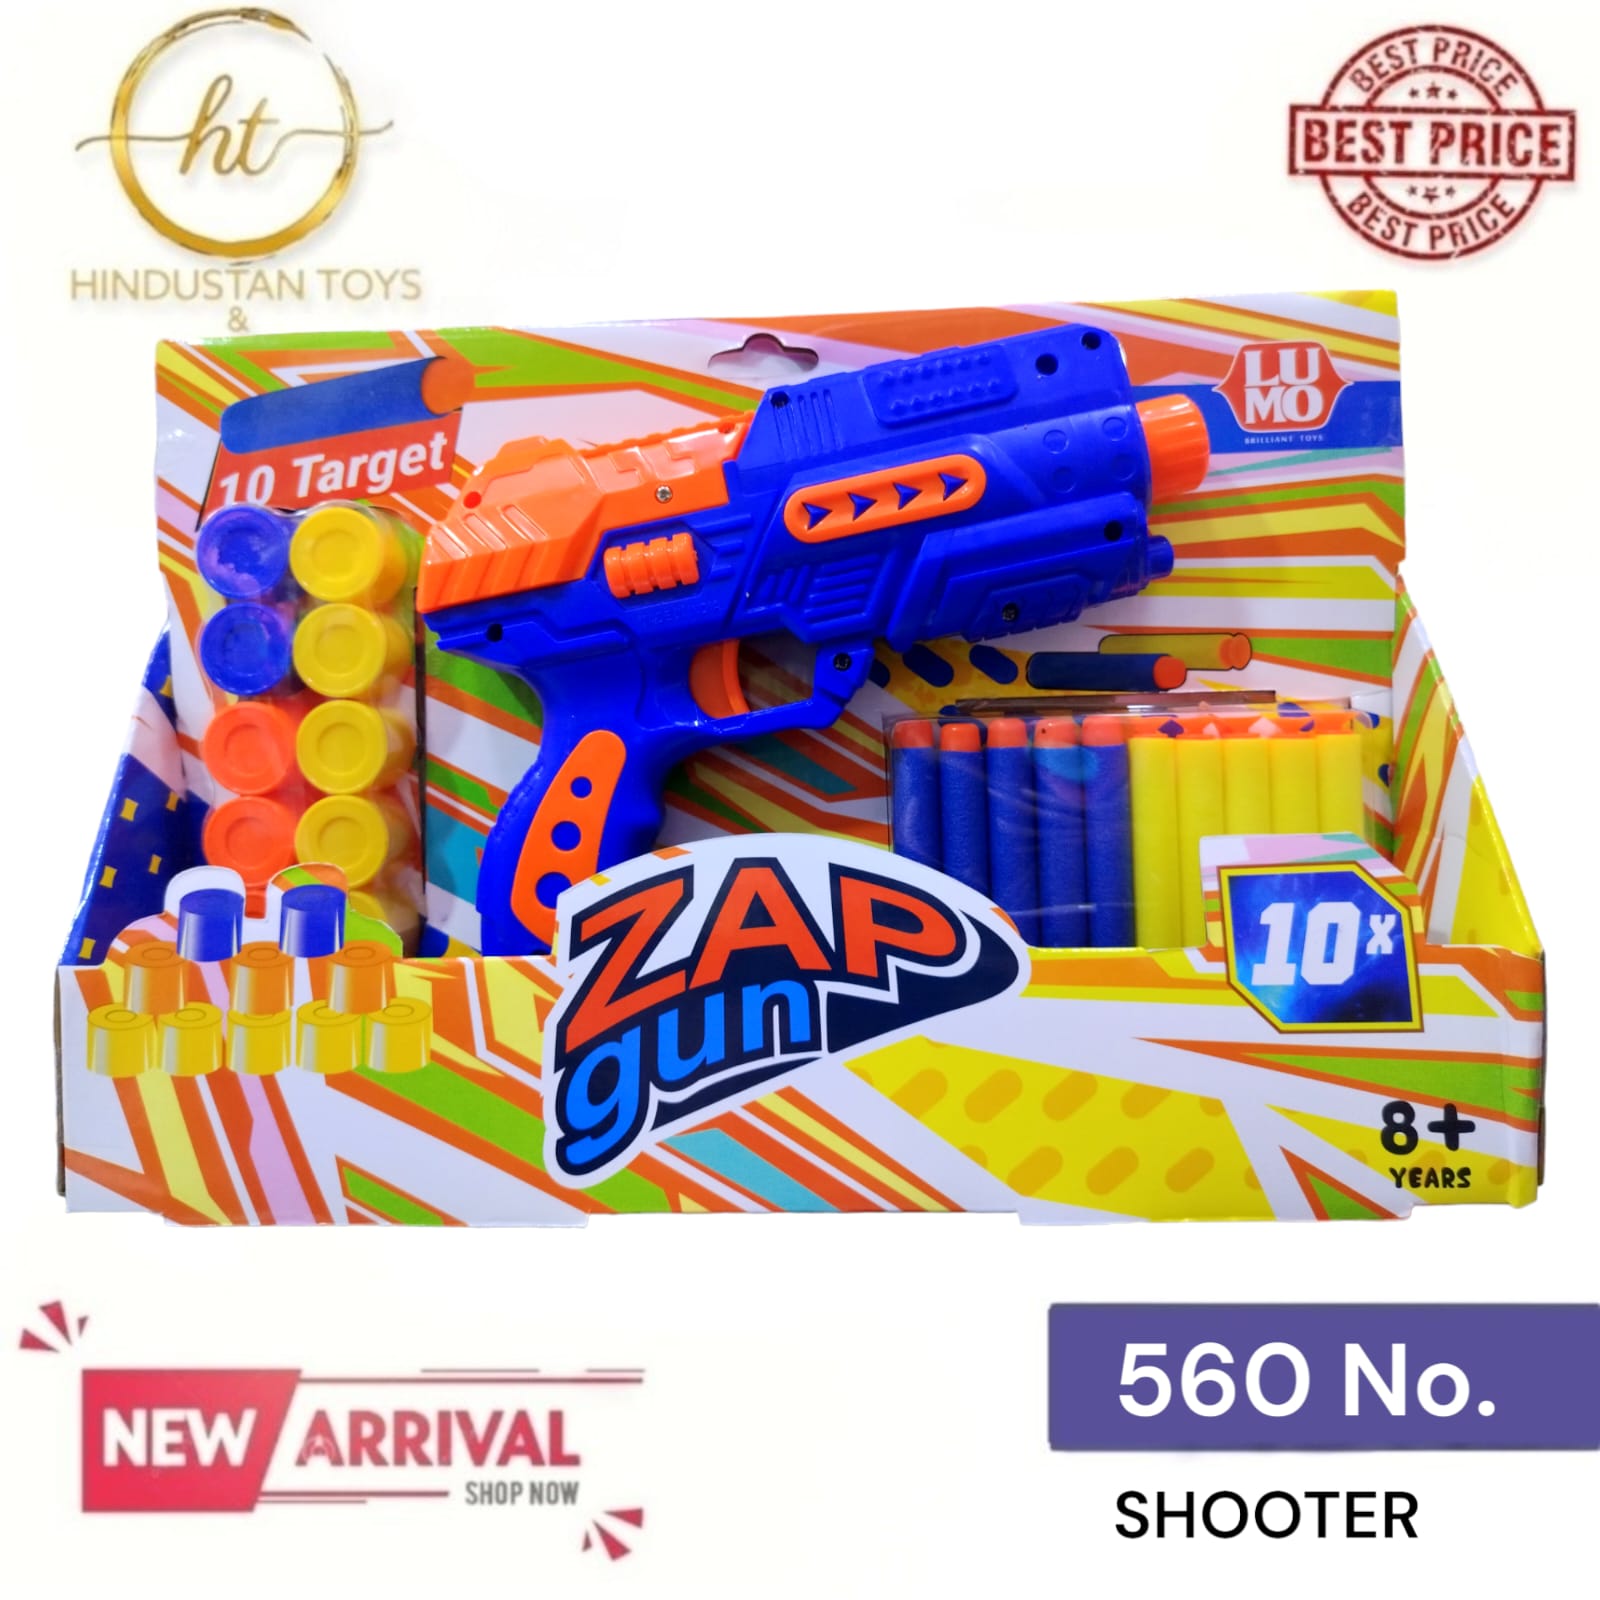 ht
HINDUSTAN TOYS
&
BEST PRICE
BEST PRICE
BEST PRICE
LU
MO
BRILLIANT TOYS
10 Target
ZAP
gun
10x
8+
YEARS
NEW ARRIVAL
SHOP NOW
560 No.
SHOOTER